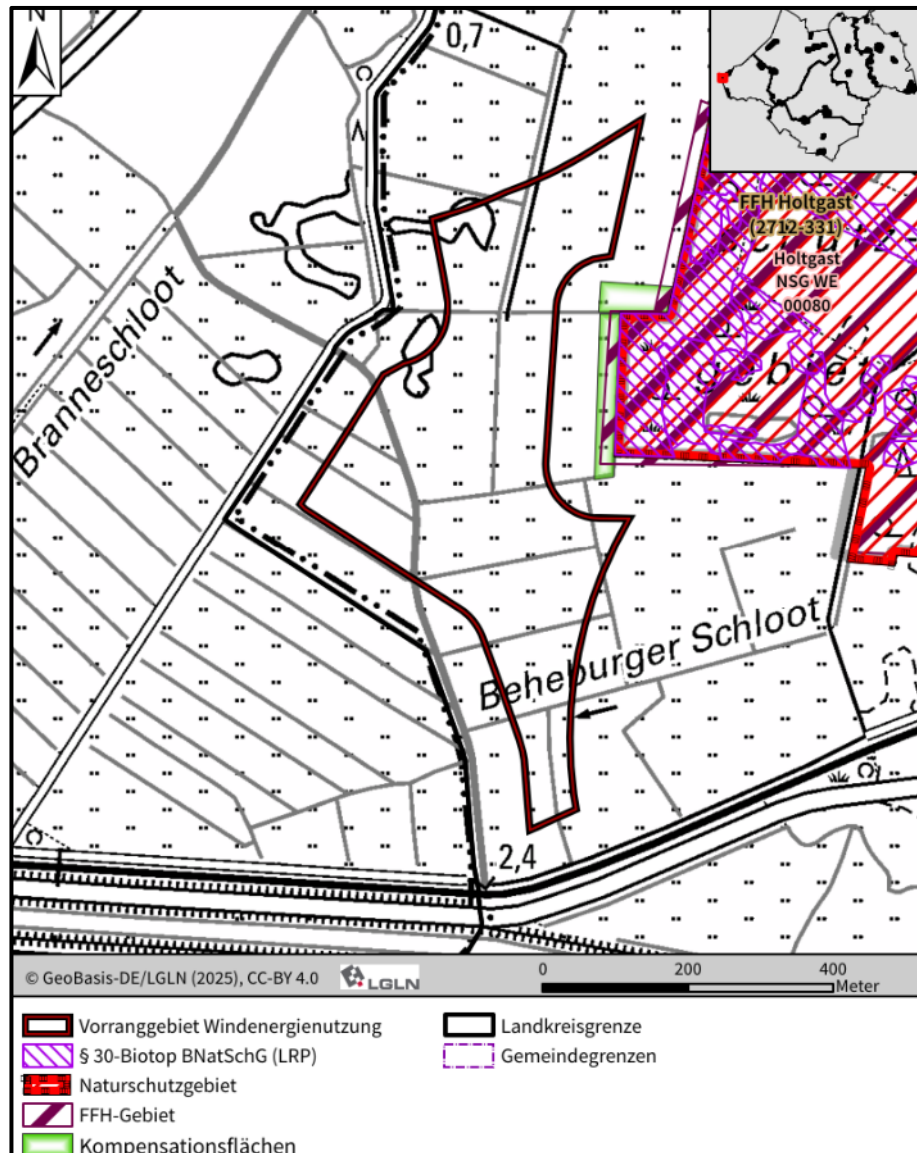 N
0,7
FFH Holtgast
(2712-331)
Holtgast
NSG WE
00080
gebiet
Branneschloot
Beheburger Schloot
2,4
© GeoBasis-DE/LGLN (2025), CC-BY 4.0
LGLN
0 200 400
Meter
Vorranggebiet Windenergienutzung
Landkreisgrenze
§ 30-Biotop BNatSchG (LRP)
Gemeindegrenzen
Naturschutzgebiet
FFH-Gebiet
Kompensationsflächen